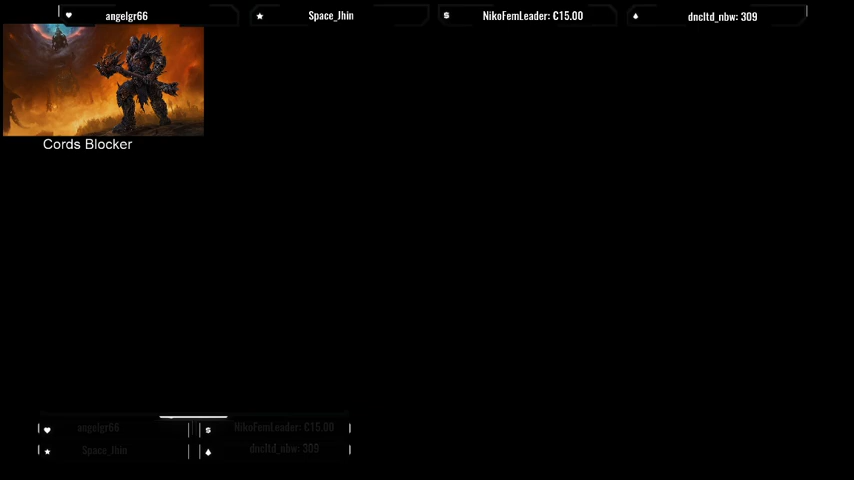 angelgr66
Space_Jhin
NikoFemLeader: €15.00
dncltd_nbw: 309
Cords Blocker
angelgr66
NikoFemLeader: €15.00
Space_Jhin
dncltd_nbw: 309